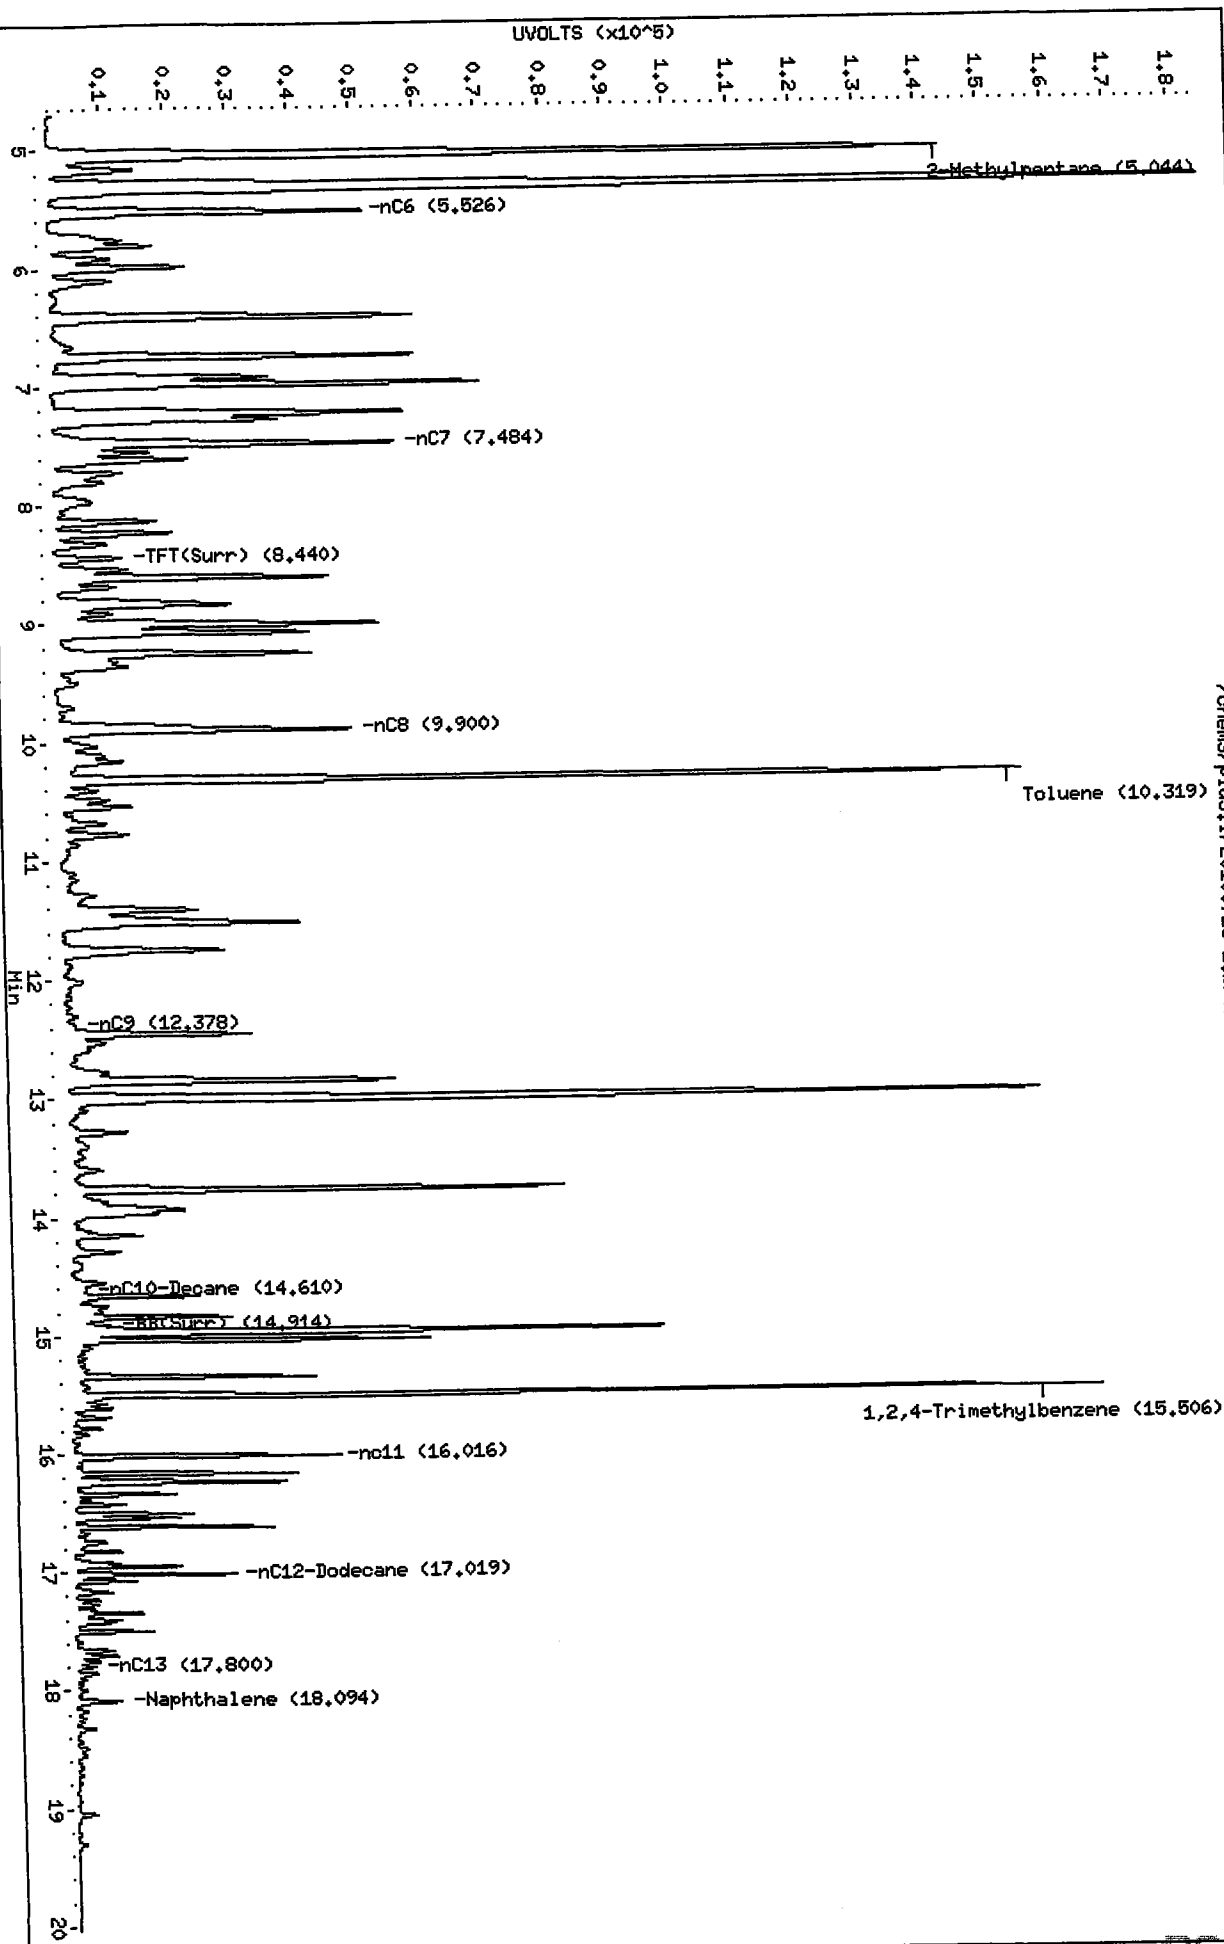 UVOLTS (x10^5)
0.1
0.2
0.3
0.4
0.5
0.6
0.7
0.8
0.9
1.0
1.1
1.2
1.3
1.4
1.5
1.6
1.7
1.8
5
6
7
8
9
10
11
12
13
14
15
16
17
18
19
20
Min
2-Methylpentane (5.044)
-nC6 (5.526)
-nC7 (7.484)
-TFT(Surr) (8.440)
-nC8 (9.900)
Toluene (10.319)
-nC9 (12.378)
-nC10-Decane (14.610)
-BB(Surr) (14.914)
1,2,4-Trimethylbenzene (15.506)
-nc11 (16.016)
-nC12-Dodecane (17.019)
-nC13 (17.800)
-Naphthalene (18.094)